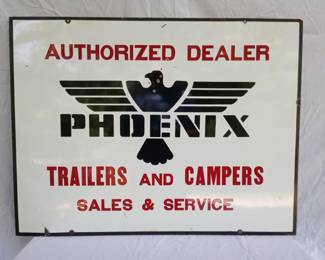 AUTHORIZED DEALER
PHOENIX
TRAILERS AND CAMPERS
SALES & SERVICE